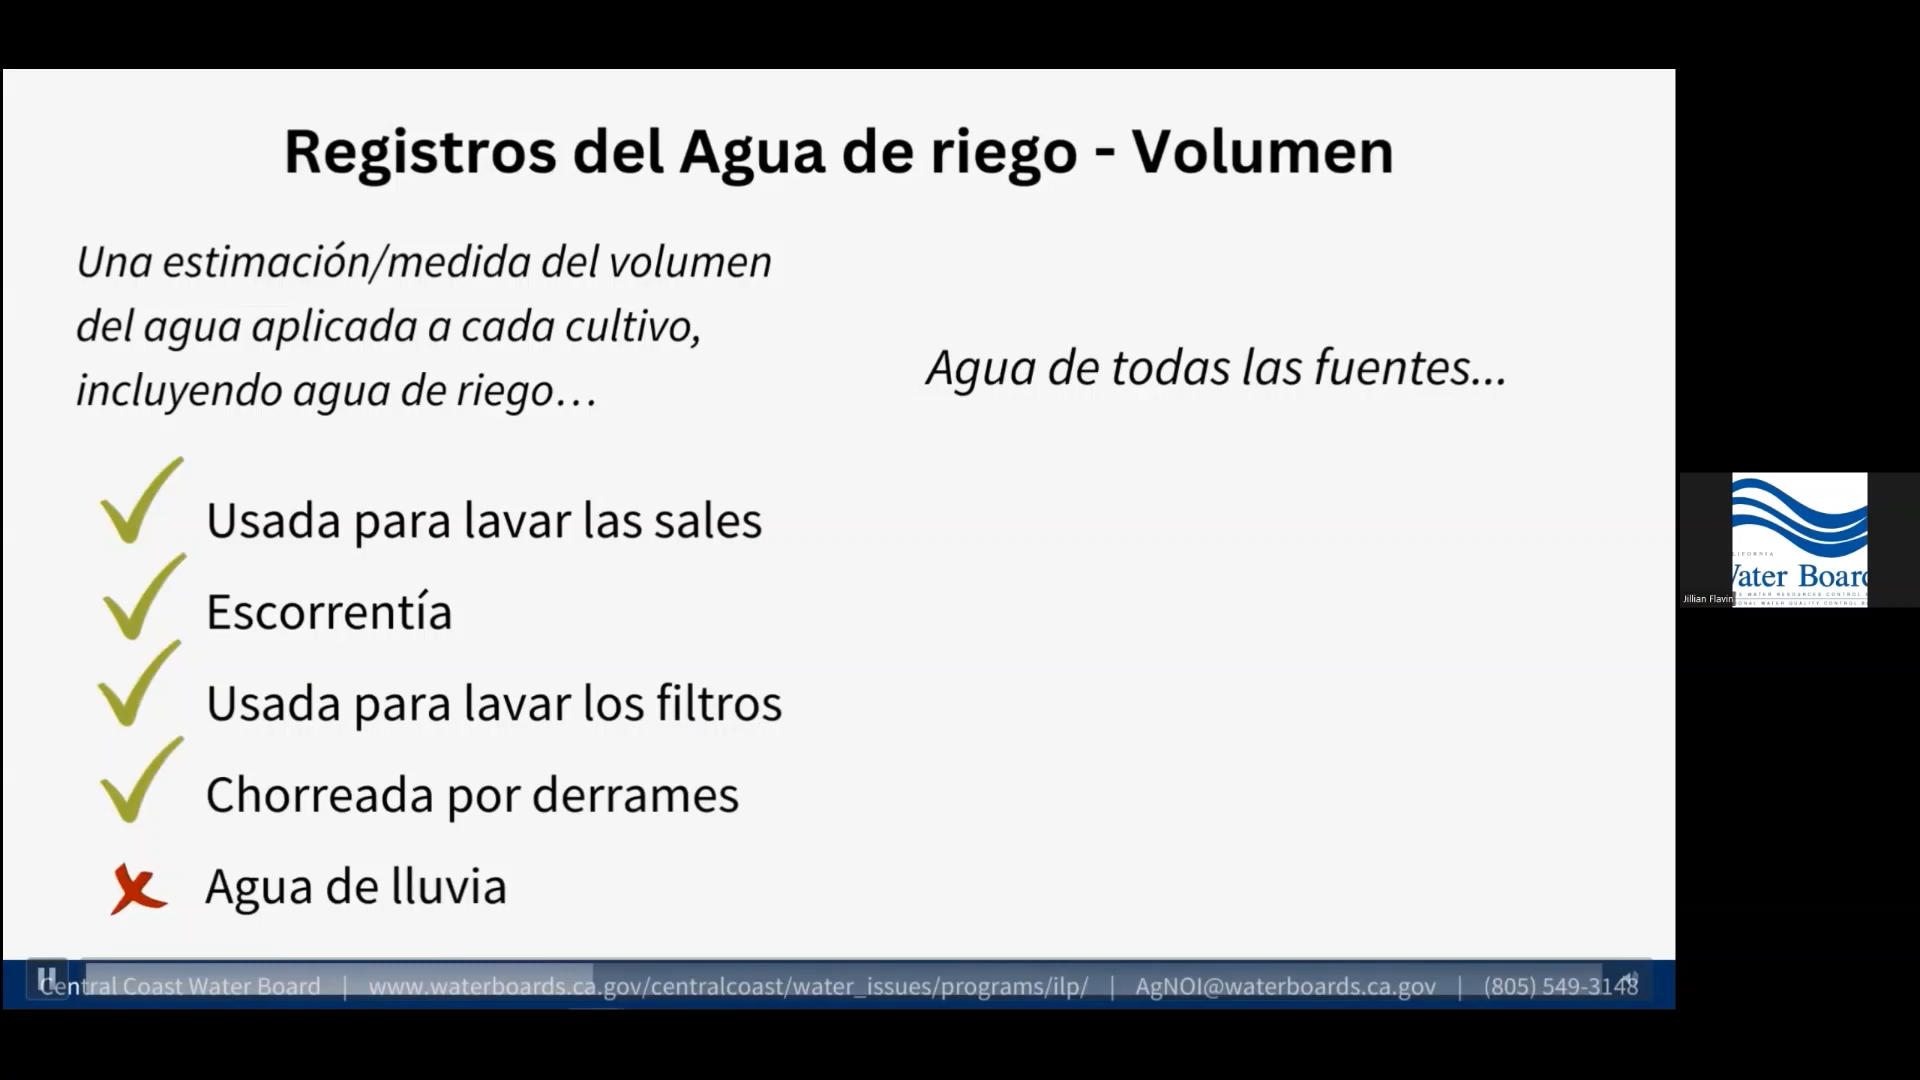 Registros del Agua de riego - Volumen
Una estimación/medida del volumen
del agua aplicada a cada cultivo,
incluyendo agua de riego…
Agua de todas las fuentes...
Usada para lavar las sales
Escorrentía
Usada para lavar los filtros
Chorreada por derrames
Agua de lluvia
Central Coast Water Board | www.waterboards.ca.gov/centralcoast/water_issues/programs/ilp/ | AgNOI@waterboards.ca.gov | (805) 549-3148
Water Board
Jillian Flavin